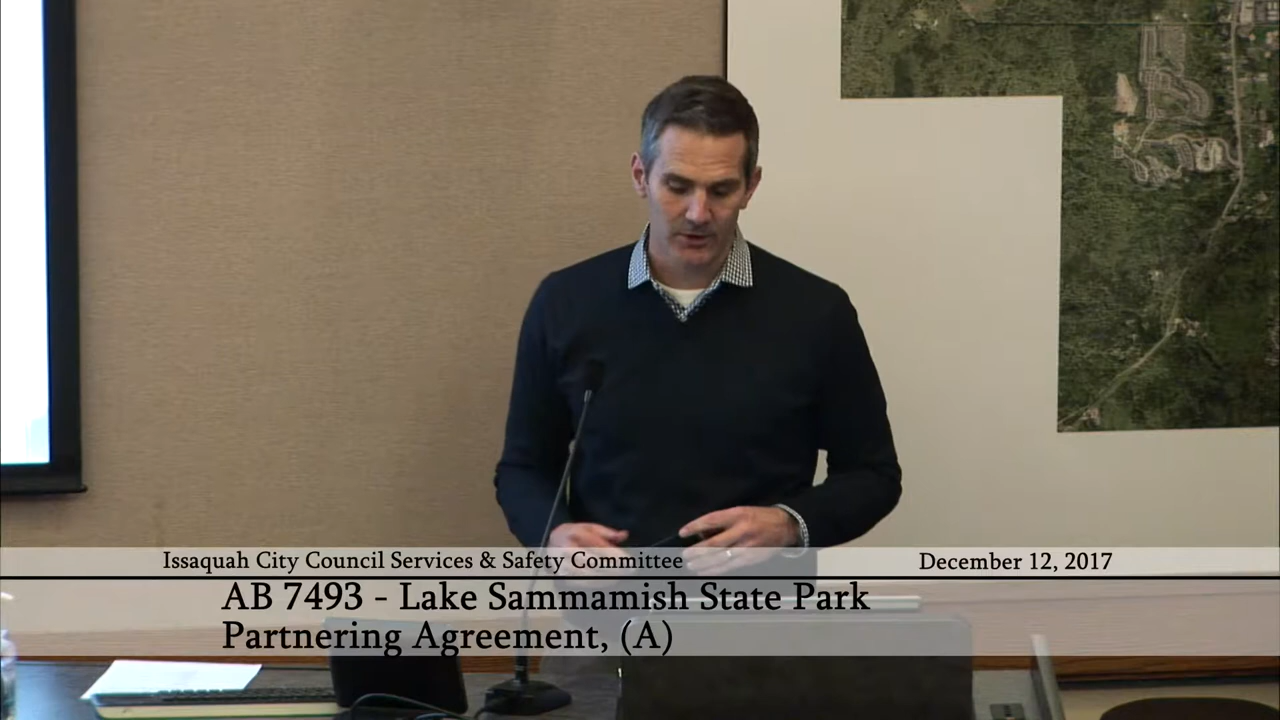 Issaquah City Council Services & Safety Committee
December 12, 2017
AB 7493 - Lake Sammamish State Park
Partnering Agreement, (A)